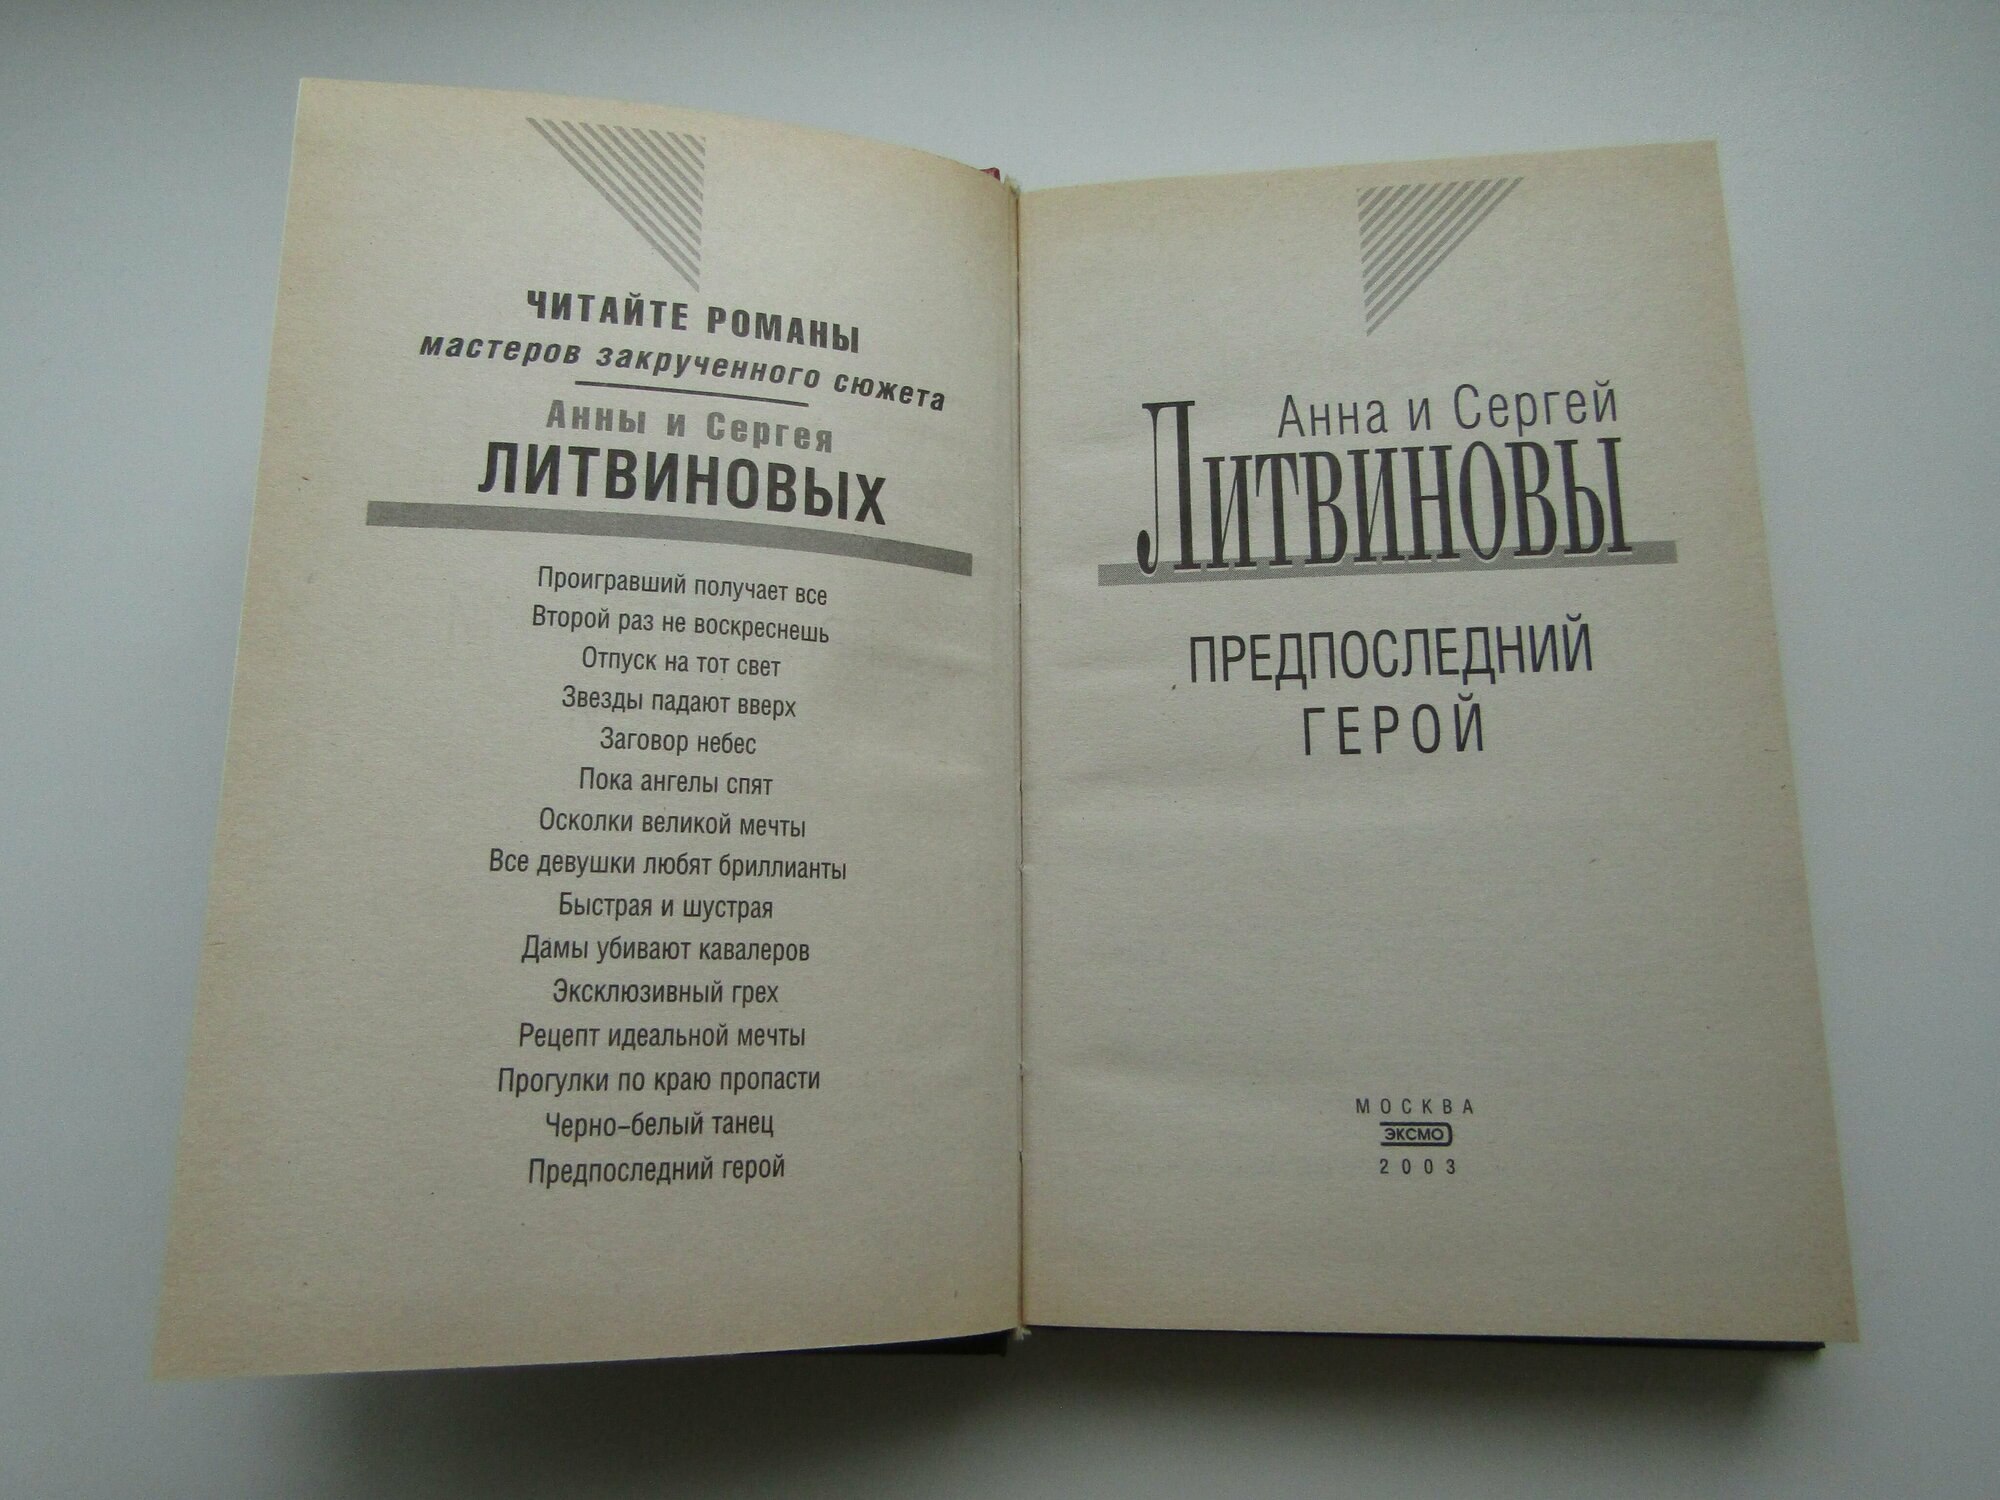 ЧИТАЙТЕ РОМАНЫ
мастеров закрученного сюжета
Анны и Сергея
ЛИТВИНОВЫХ
Проигравший получает все
Второй раз не воскреснешь
Отпуск на тот свет
Звезды падают вверх
Заговор небес
Пока ангелы спят
Осколки великой мечты
Все девушки любят бриллианты
Быстрая и шустрая
Дамы убивают кавалеров
Эксклюзивный грех
Рецепт идеальной мечты
Прогулки по краю пропасти
Черно-белый танец
Предпоследний герой
Анна и Сергей
ЛИТВИНОВЫ
ПРЕДПОСЛЕДНИЙ
ГЕРОЙ
МОСКВА
ЭКСМО
2003